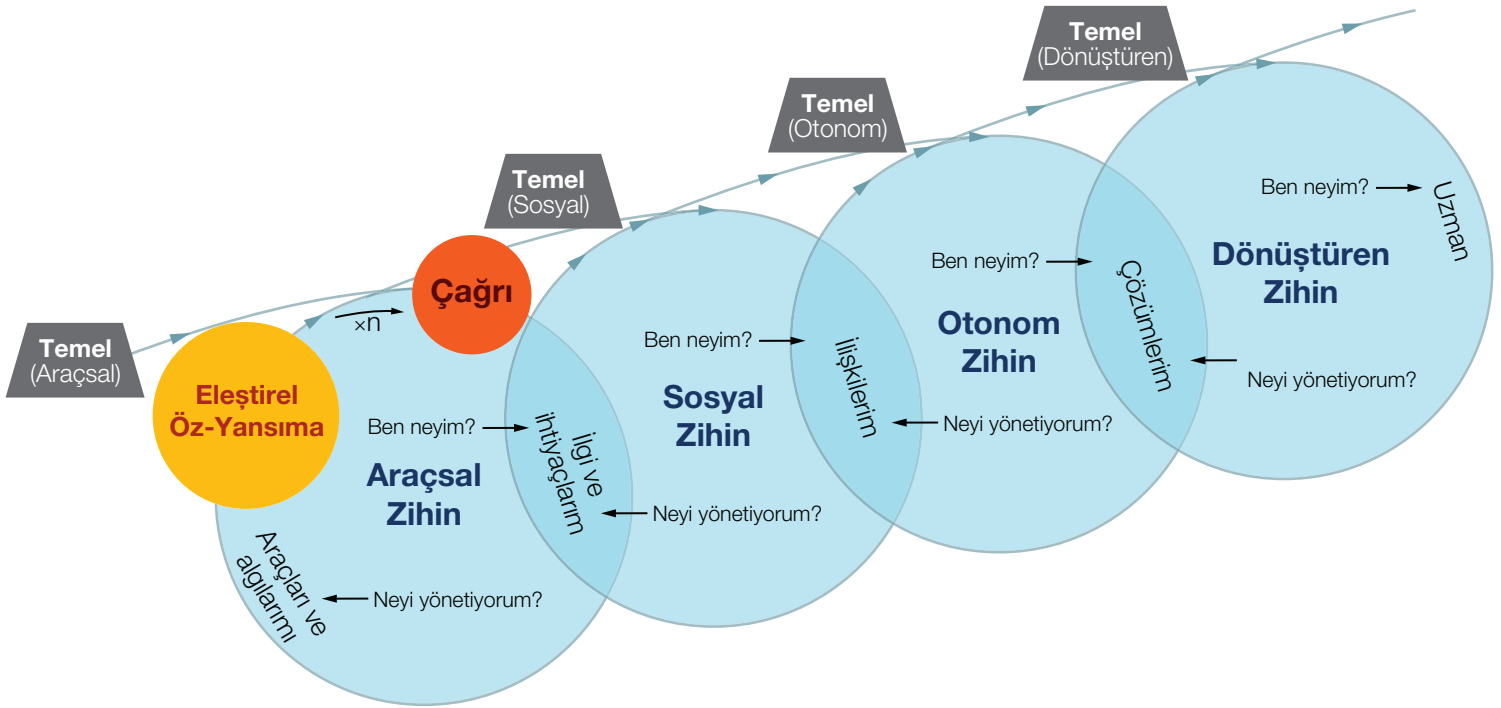 Temel
(Araçsal)
Eleştirel
Öz-Yansıma
×n
Çağrı
Araçsal
Zihin
Ben neyim?
İlgi ve
ihtiyaçlarım
Neyi yönetiyorum?
Araçları ve
algılarımı
Temel
(Sosyal)
Sosyal
Zihin
Ben neyim?
İlişkilerim
Neyi yönetiyorum?
Temel
(Otonom)
Otonom
Zihin
Ben neyim?
Çözümlerim
Neyi yönetiyorum?
Temel
(Dönüştüren)
Dönüştüren
Zihin
Ben neyim?
Uzman
Neyi yönetiyorum?